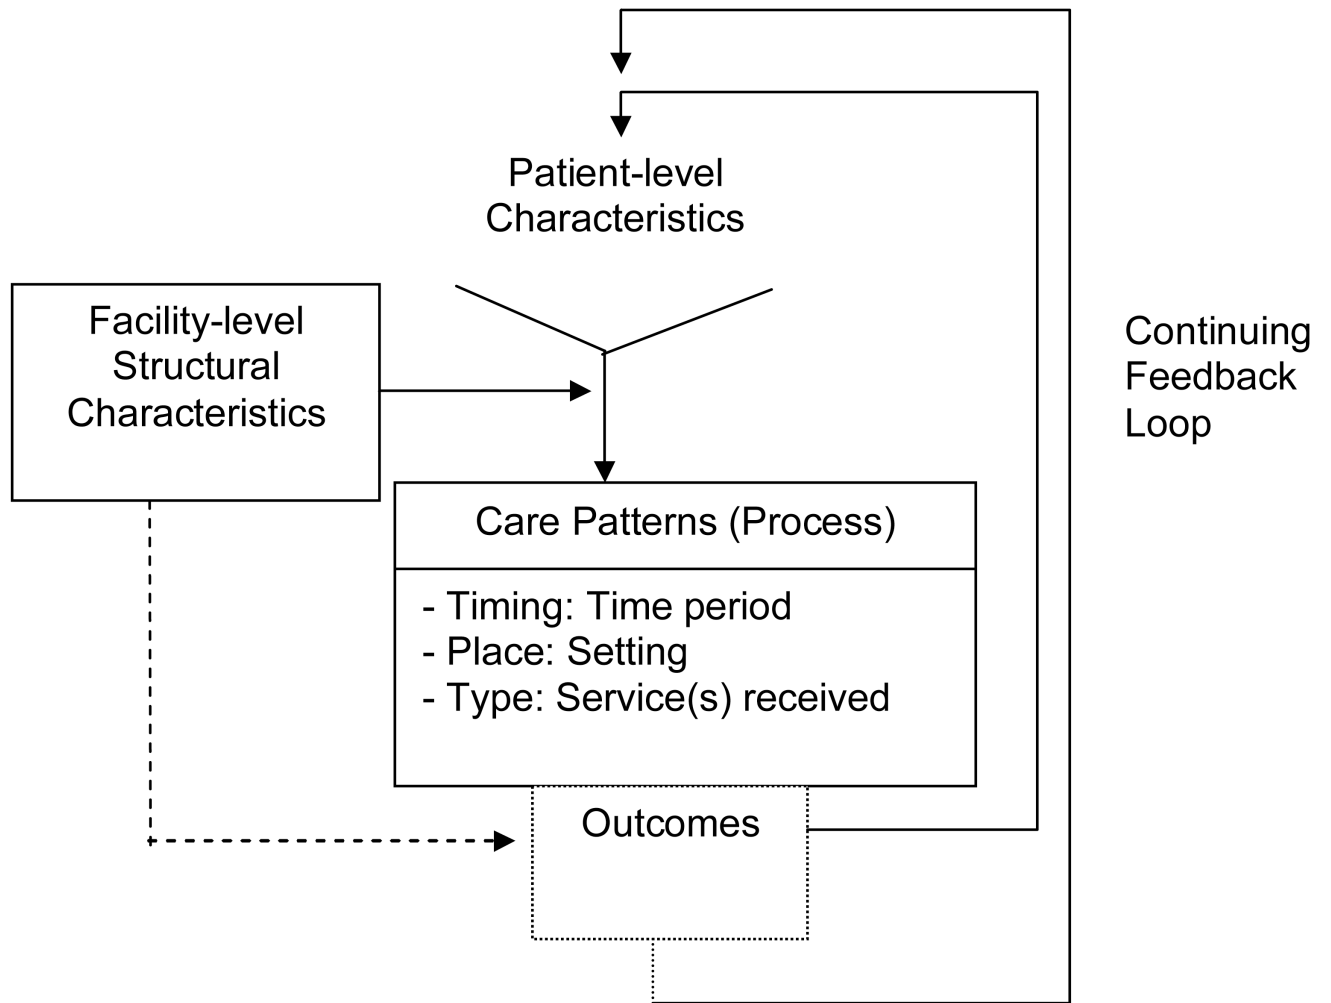 Patient-level
Characteristics
Facility-level
Structural
Characteristics
Continuing
Feedback
Loop
Care Patterns (Process)
- Timing: Time period
- Place: Setting
- Type: Service(s) received
Outcomes